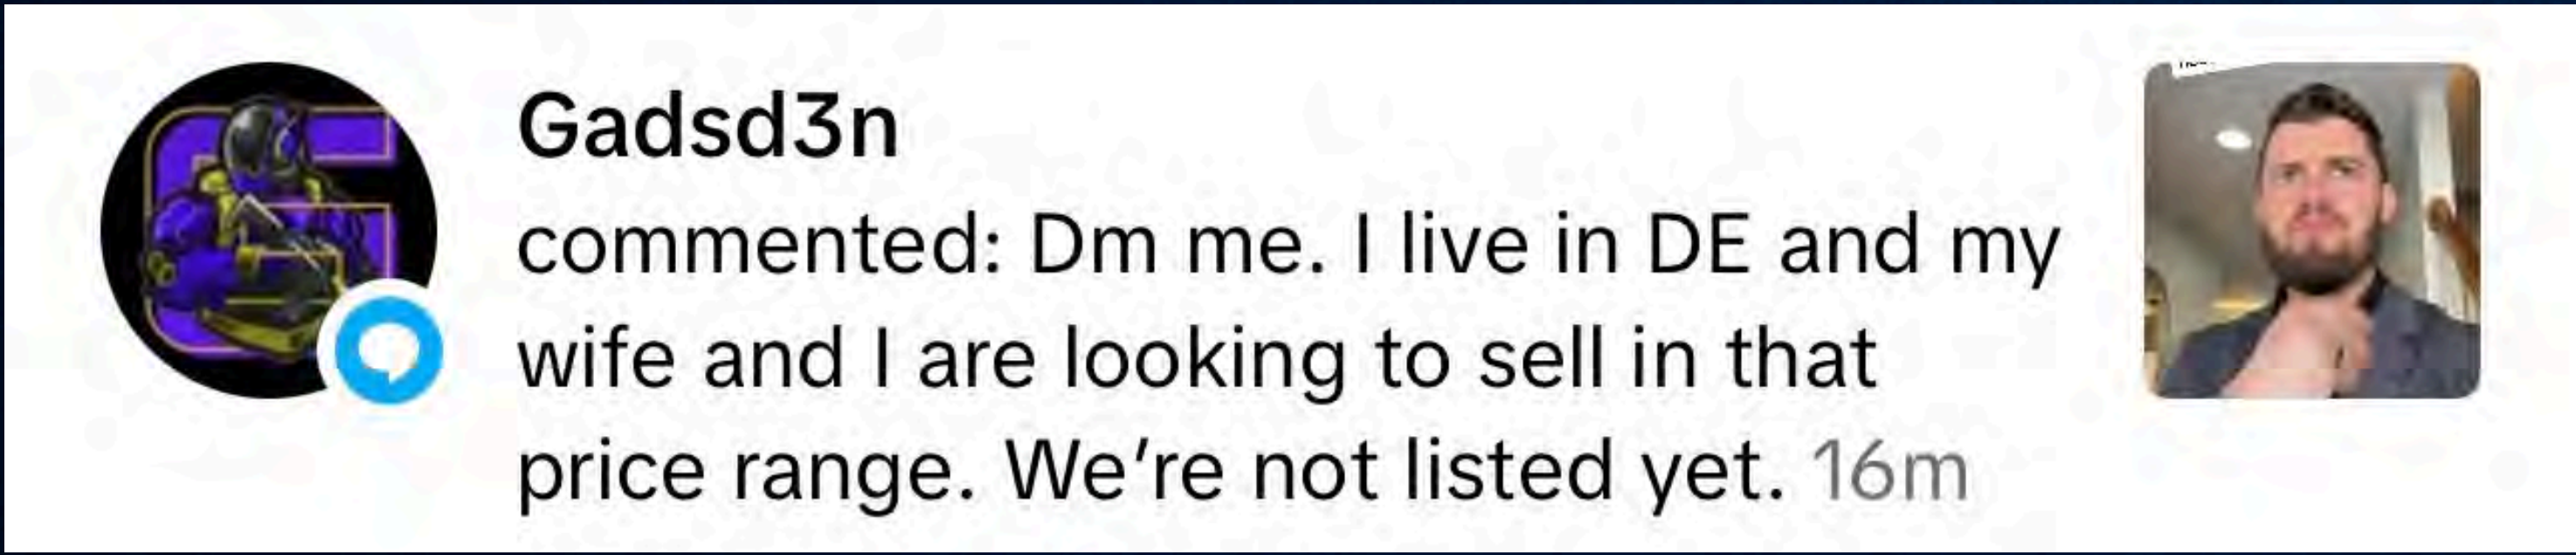 Gadsd3n
commented: Dm me. I live in DE and my
wife and I are looking to sell in that
price range. We’re not listed yet. 16m